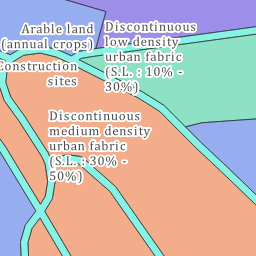 Arable land
(annual crops)
Construction
sites
Discontinuous
low density
urban fabric
(S.L. : 10% -
30%)
Discontinuous
medium density
urban fabric
(S.L. : 30% -
50%)